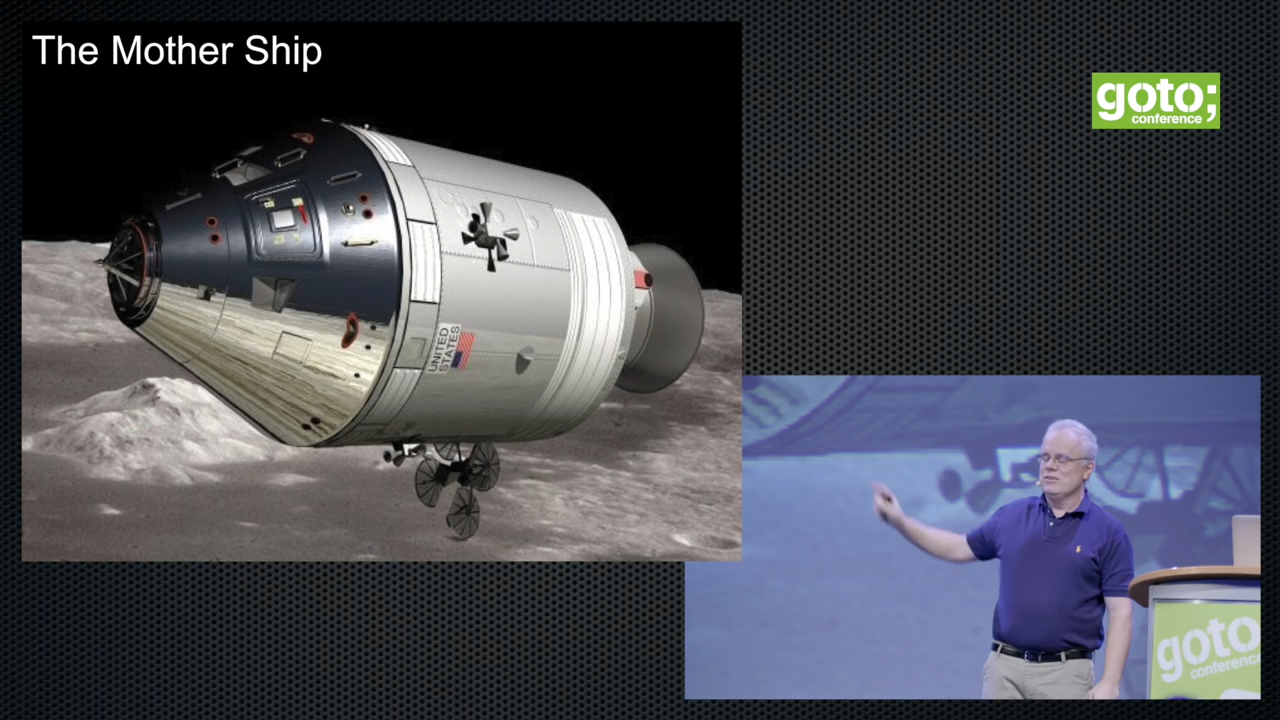 The Mother Ship
goto;
conference
UNITED
STATES
goto
conference